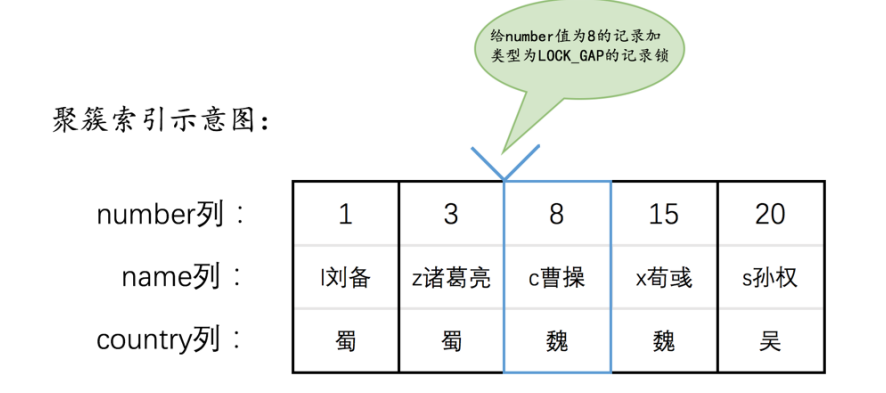 给number值为8的记录加
类型为LOCK_GAP的记录锁
聚簇索引示意图：
number列： 1 3 8 15 20
name列： l刘备 z诸葛亮 c曹操 x荀彧 s孙权
country列： 蜀 蜀 魏 魏 吴